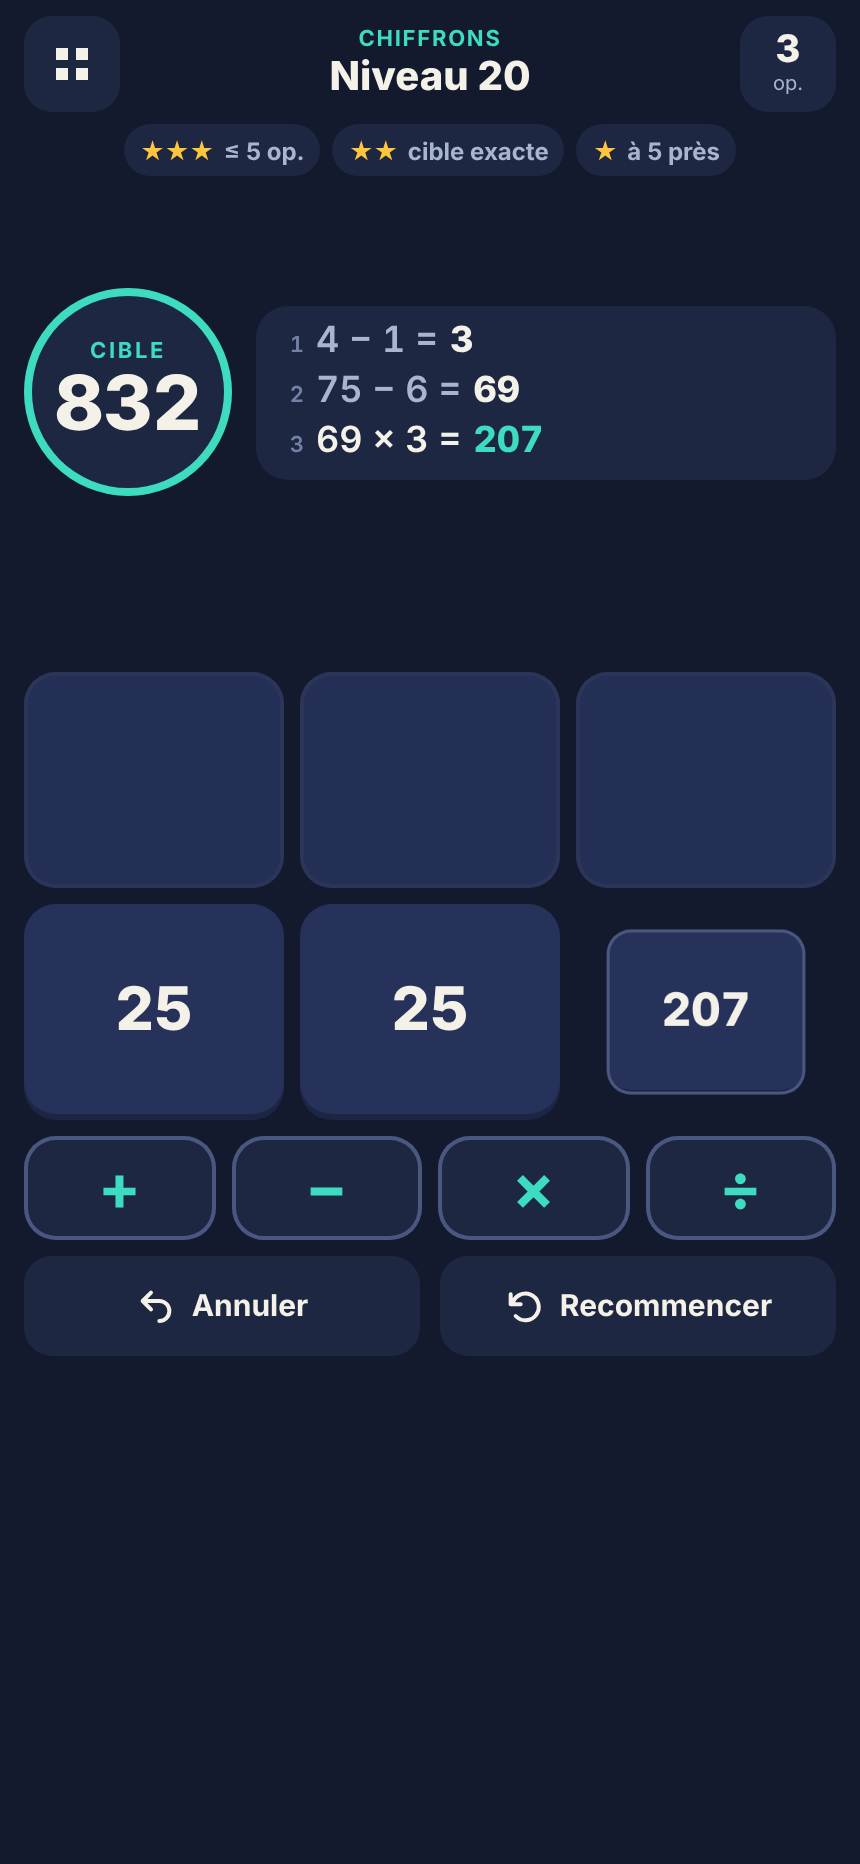 CHIFFRONS
Niveau 20
3
op.
★★★ ≤ 5 op.
★★ cible exacte
★ à 5 près
CIBLE
832
1 4 − 1 = 3
2 75 − 6 = 69
3 69 × 3 = 207
25 25 207
+ − × ÷
Annuler Recommencer